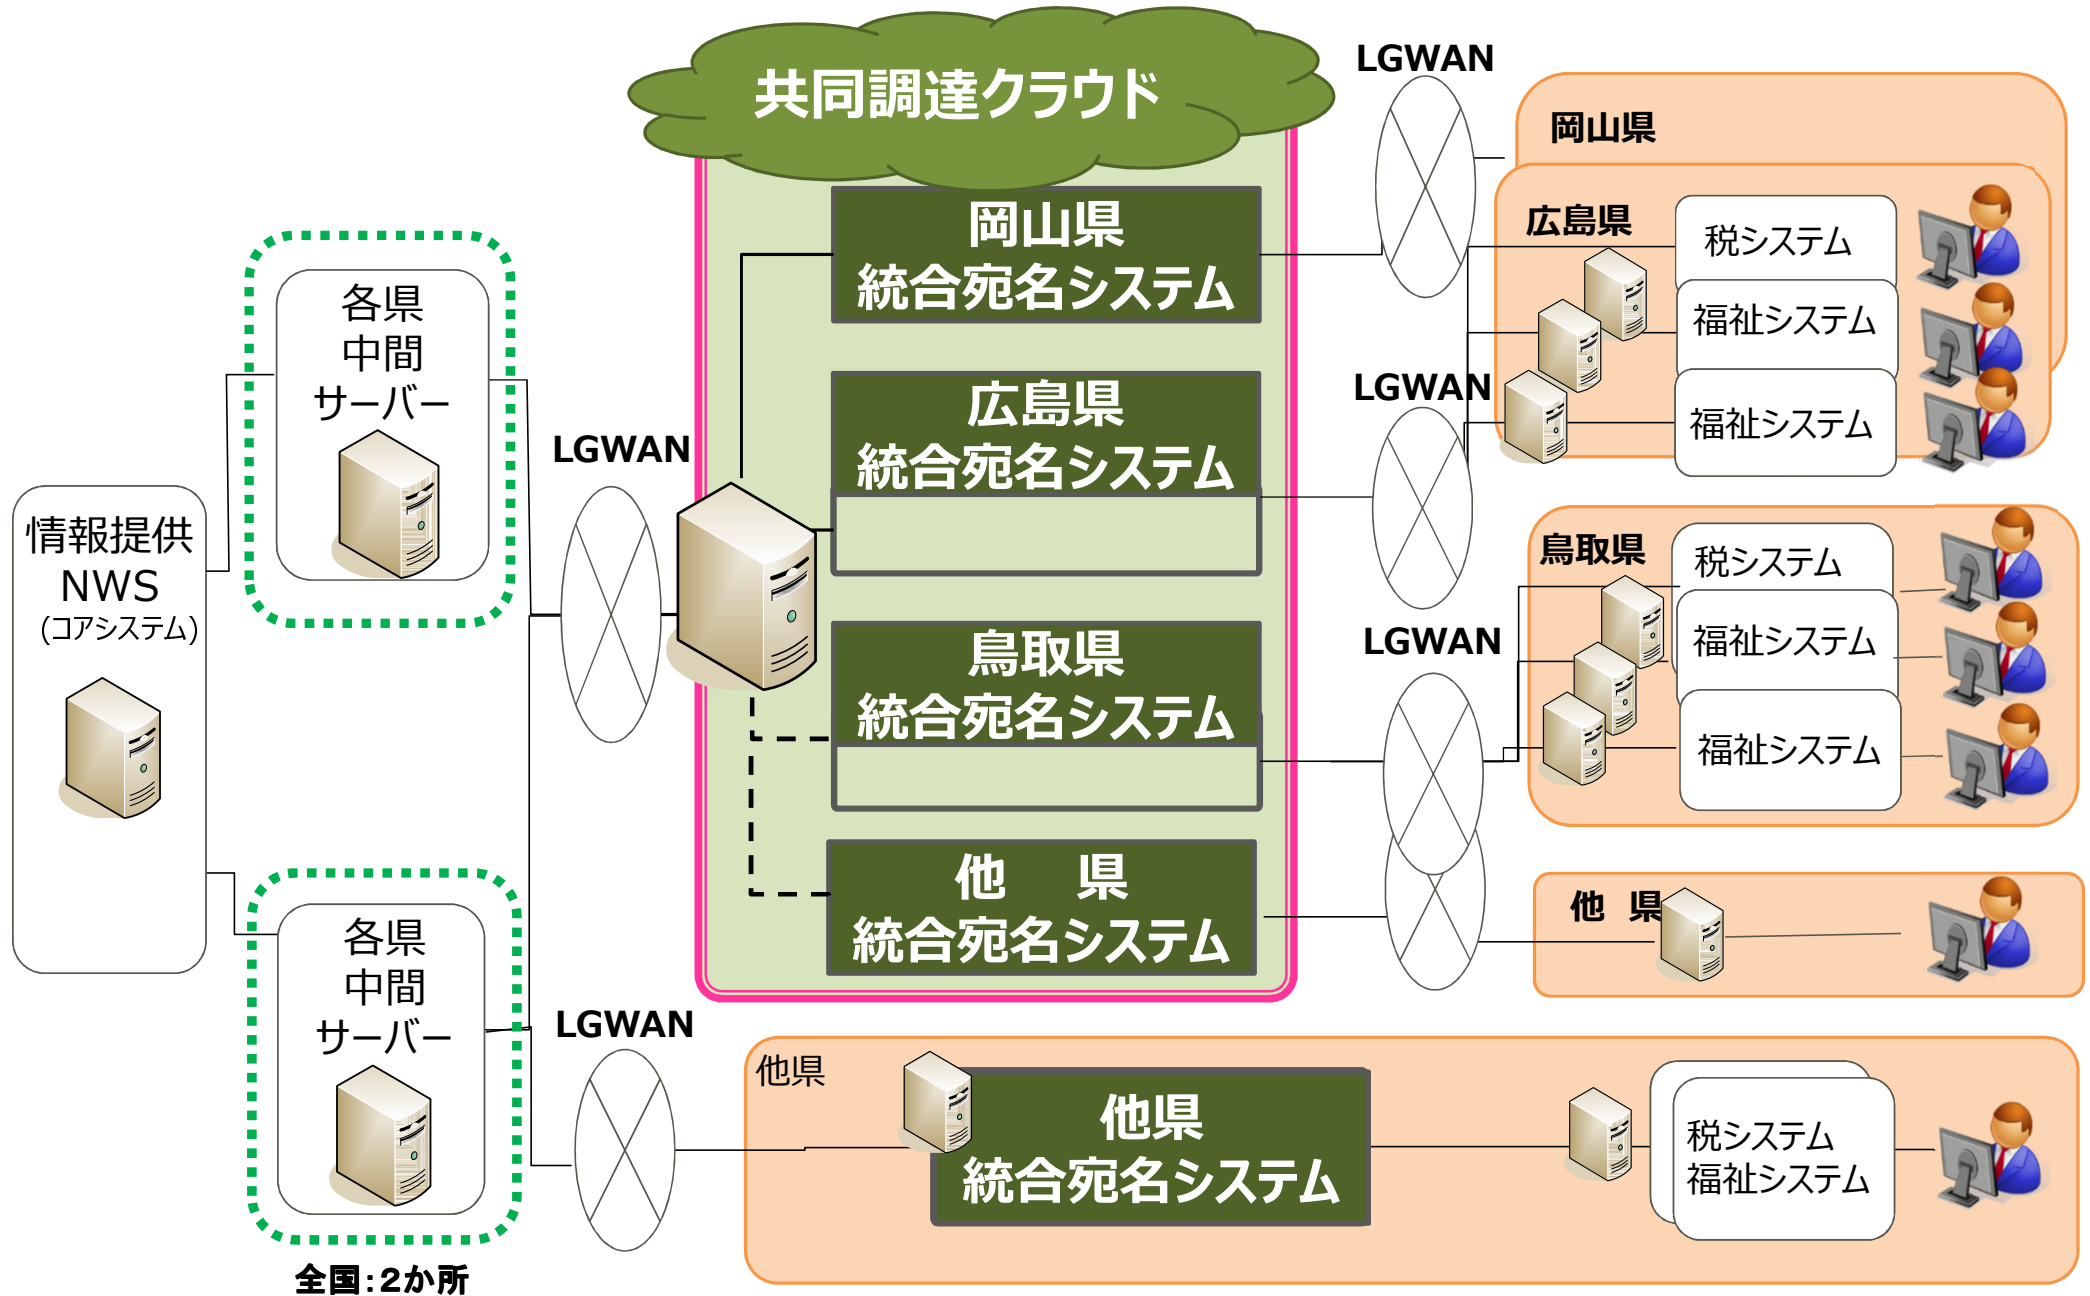 共同調達クラウド
LGWAN
岡山県
岡山県
統合宛名システム
広島県
税システム
福祉システム
福祉システム
各県
中間
サーバー
LGWAN
広島県
統合宛名システム
LGWAN
情報提供
NWS
(コアシステム)
鳥取県
税システム
福祉システム
福祉システム
LGWAN
鳥取県
統合宛名システム
他　県
統合宛名システム
他 県
各県
中間
サーバー
LGWAN
他県
他県
統合宛名システム
税システム
福祉システム
全国：２か所